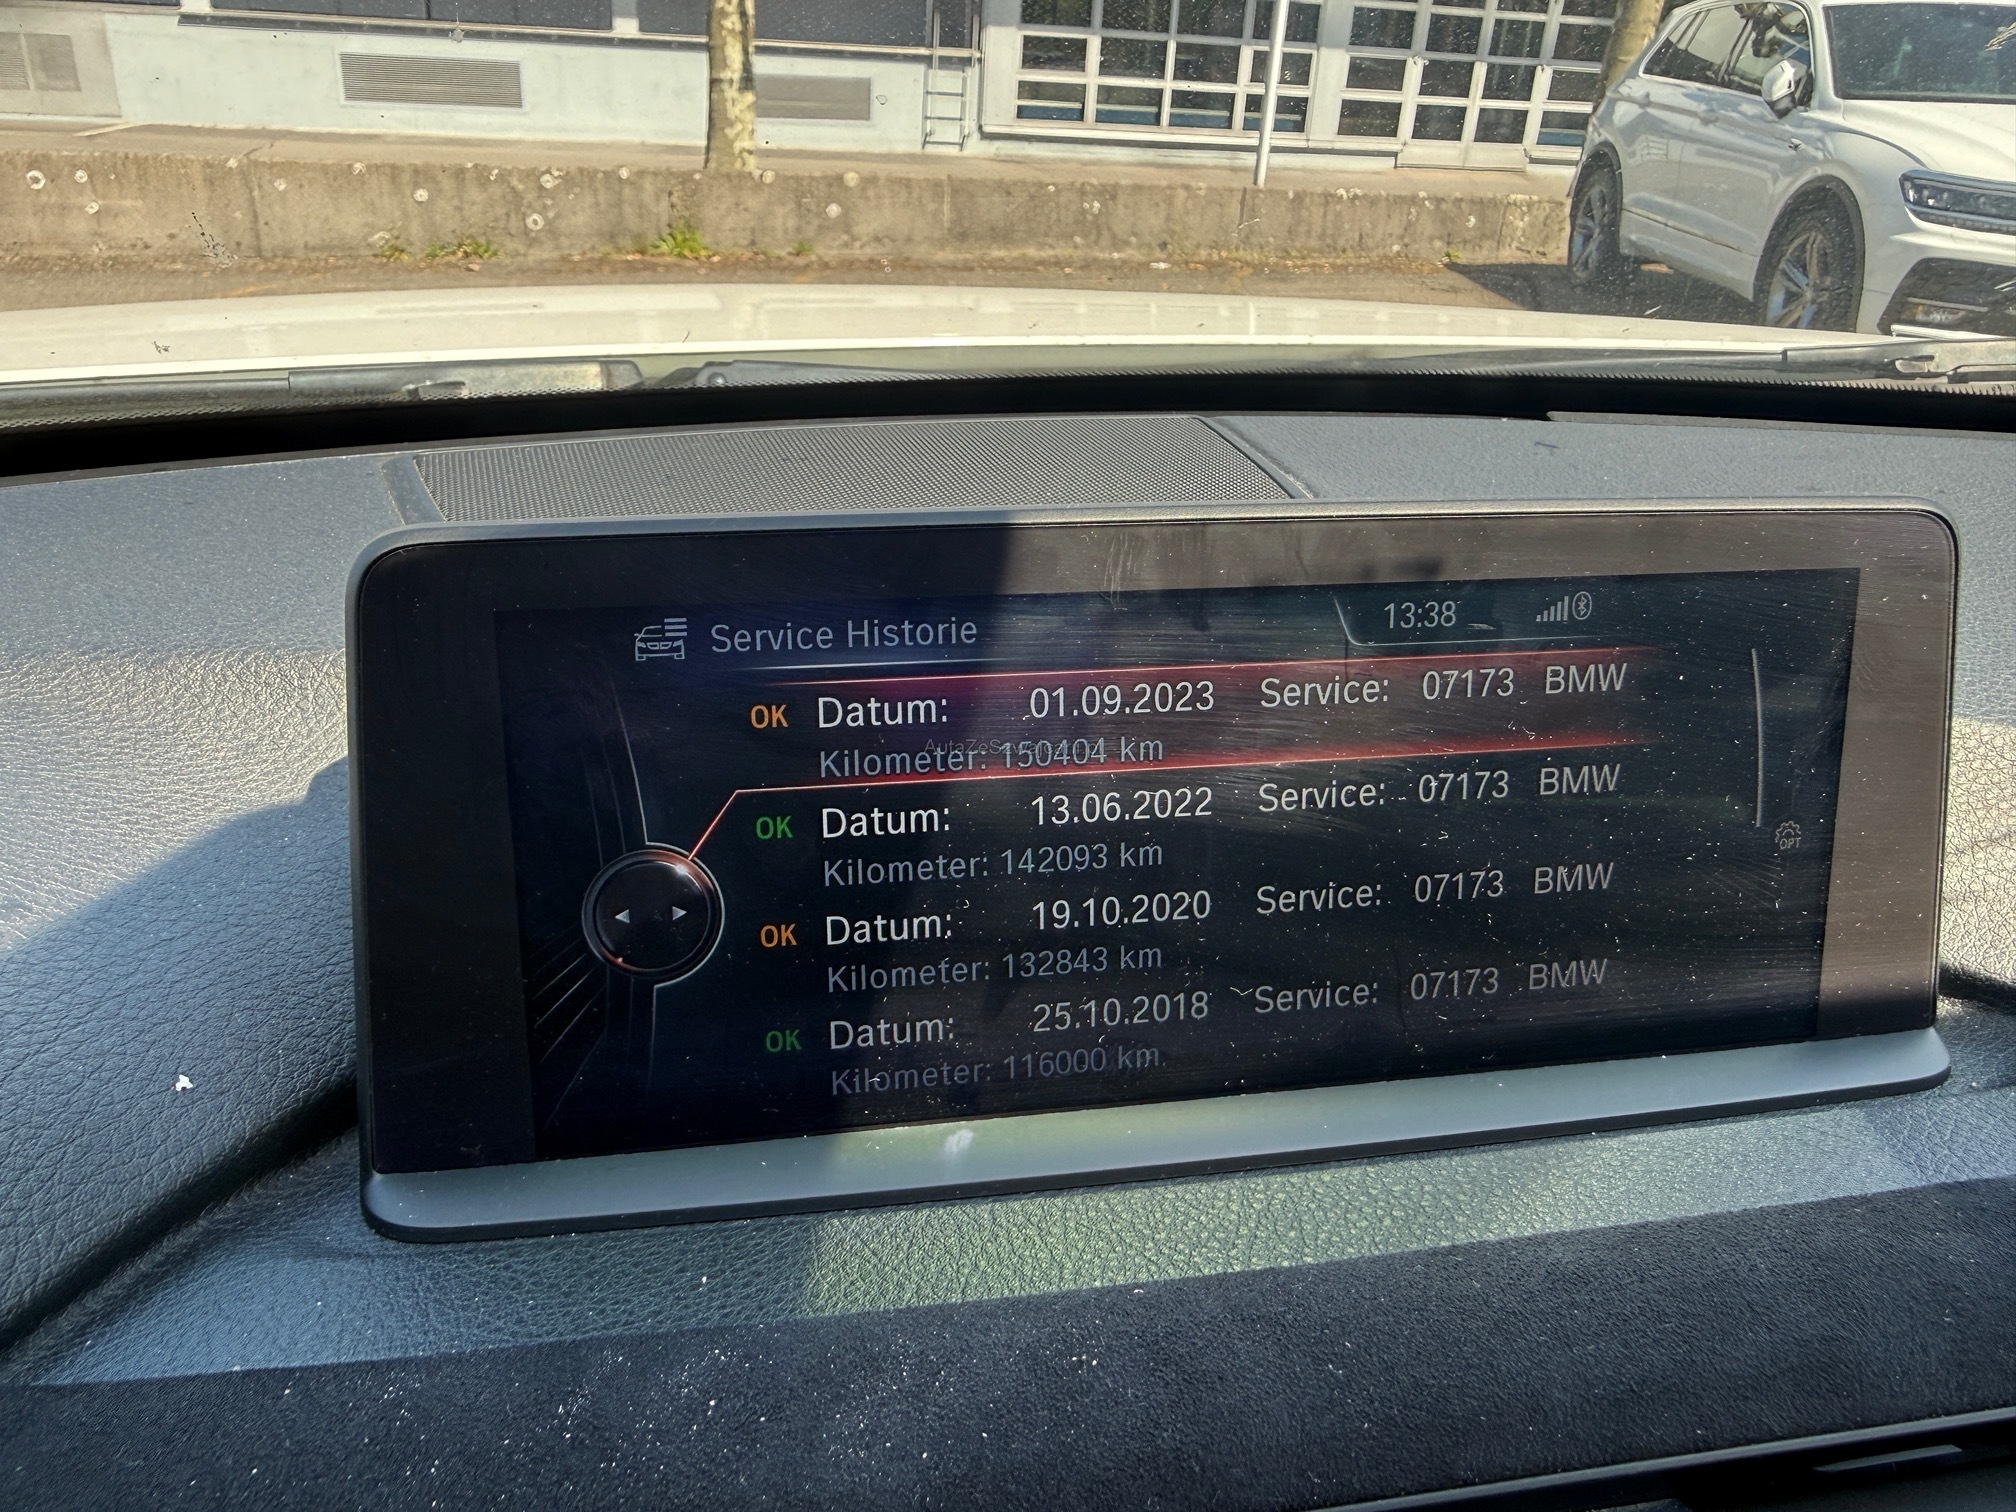 Service Historie
13:38
OK Datum: 01.09.2023 Service: 07173 BMW
Kilometer: 150404 km
OK Datum: 13.06.2022 Service: 07173 BMW
Kilometer: 142093 km
OK Datum: 19.10.2020 Service: 07173 BMW
Kilometer: 132843 km
OK Datum: 25.10.2018 Service: 07173 BMW
Kilometer: 116000 km
OPT